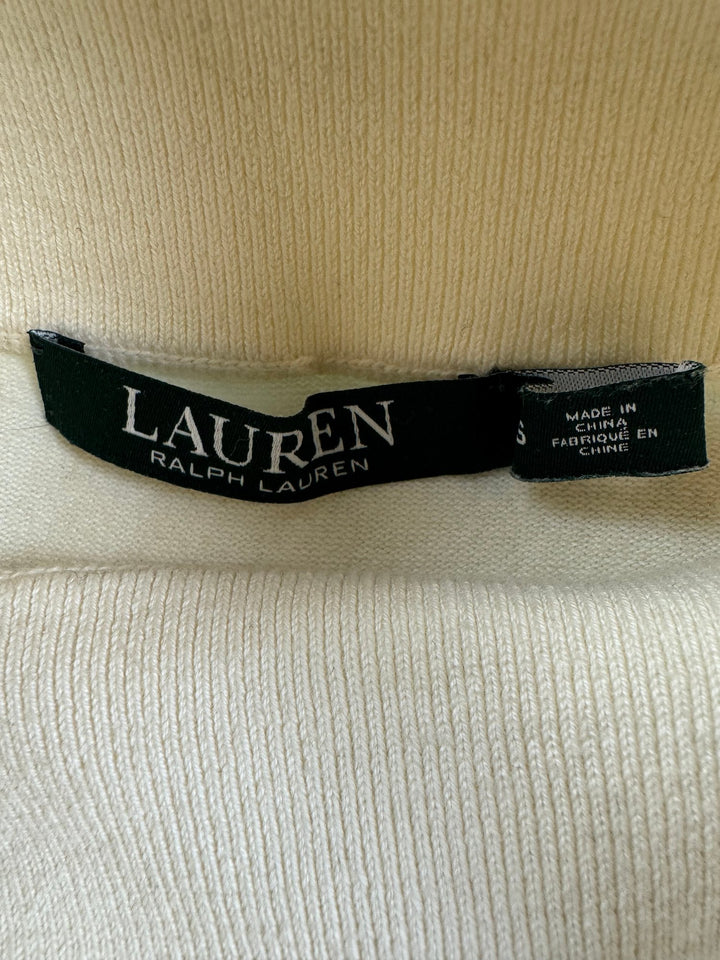 LAUREN
RALPH LAUREN
S
MADE IN
CHINA
FABRIQUÉ EN
CHINE